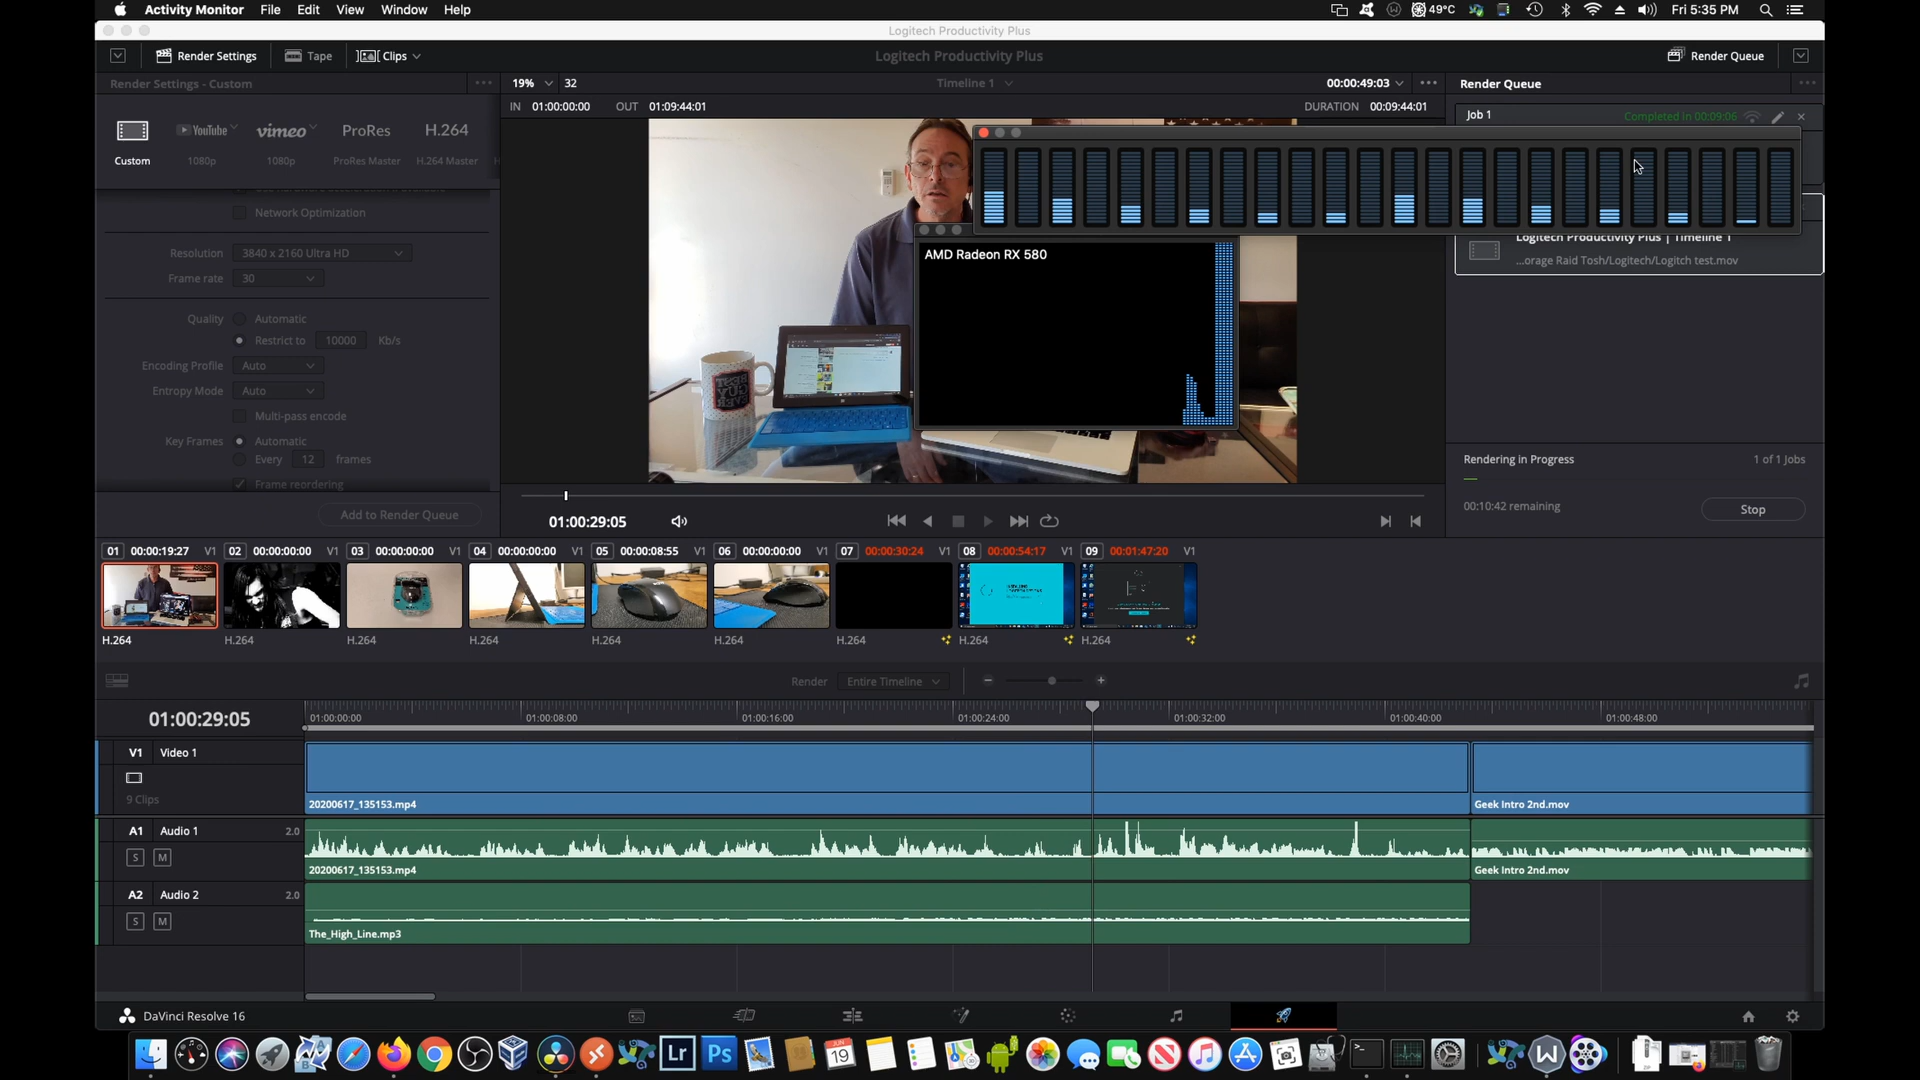 Activity Monitor File Edit View Window Help
49°C Fri 5:35 PM
Logitech Productivity Plus
Render Settings Tape Clips Logitech Productivity Plus Render Queue
Render Settings - Custom 19% 32 Timeline 1 00:00:49:03 Render Queue
IN 01:00:00:00 OUT 01:09:44:01 DURATION 00:09:44:01
Job 1 Completed in 00:09:06
YouTube vimeo ProRes H.264
Custom 1080p 1080p ProRes Master H.264 Master H
Network Optimization
Resolution 3840 x 2160 Ultra HD
Frame rate 30
Quality Automatic
Restrict to 10000 Kb/s
Encoding Profile Auto
Entropy Mode Auto
Multi-pass encode
Key Frames Automatic
Every 12 frames
Frame reordering
Add to Render Queue
BEST
GUY
EVER
AMD Radeon RX 580
Logitech Productivity Plus | Timeline 1
...orage Raid Tosh/Logitech/Logitch test.mov
Rendering in Progress 1 of 1 Jobs
00:10:42 remaining Stop
01:00:29:05
01 00:00:19:27 V1 02 00:00:00:00 V1 03 00:00:00:00 V1 04 00:00:00:00 V1 05 00:00:08:55 V1 06 00:00:00:00 V1 07 00:00:30:24 V1 08 00:00:54:17 V1 09 00:01:47:20 V1
H.264 H.264 H.264 H.264 H.264 H.264 H.264 H.264 H.264
Render Entire Timeline
01:00:29:05 01:00:00:00 01:00:08:00 01:00:16:00 01:00:24:00 01:00:32:00 01:00:40:00 01:00:48:00
V1 Video 1
9 Clips
20200617_135153.mp4 Geek Intro 2nd.mov
A1 Audio 1 2.0
S M
20200617_135153.mp4 Geek Intro 2nd.mov
A2 Audio 2 2.0
S M
The_High_Line.mp3
DaVinci Resolve 16
Lr Ps JUN 19